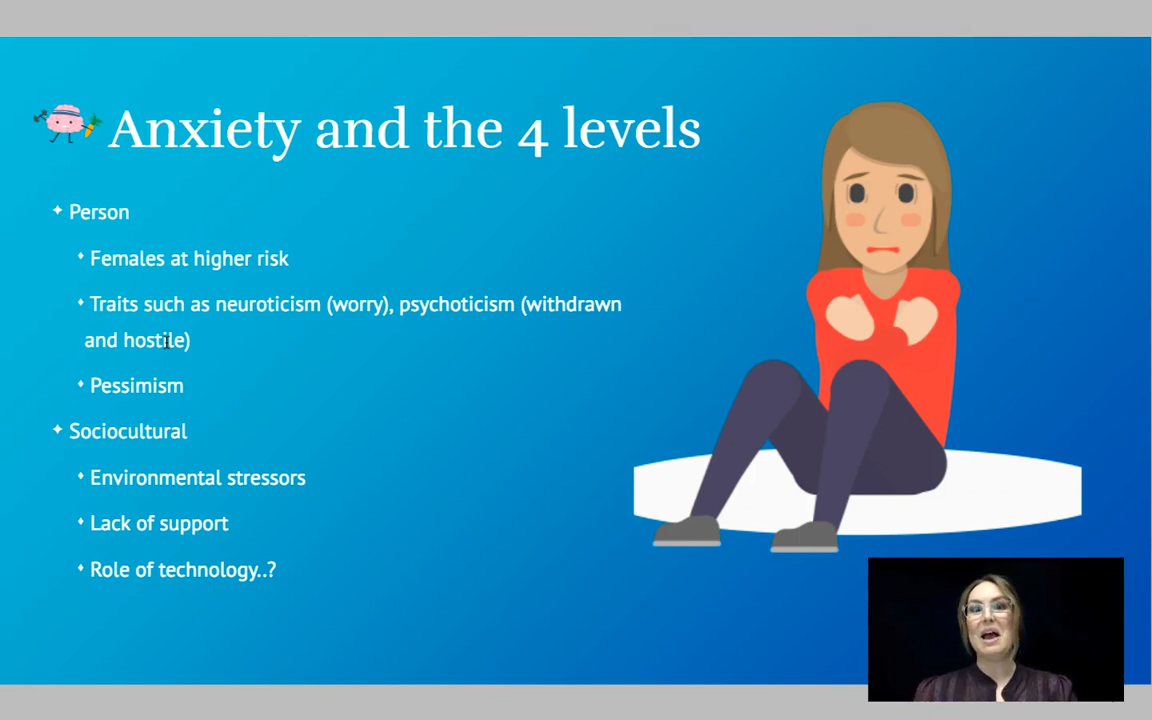 Anxiety and the 4 levels
Person
Females at higher risk
Traits such as neuroticism (worry), psychoticism (withdrawn
and hostile)
Pessimism
Sociocultural
Environmental stressors
Lack of support
Role of technology..?